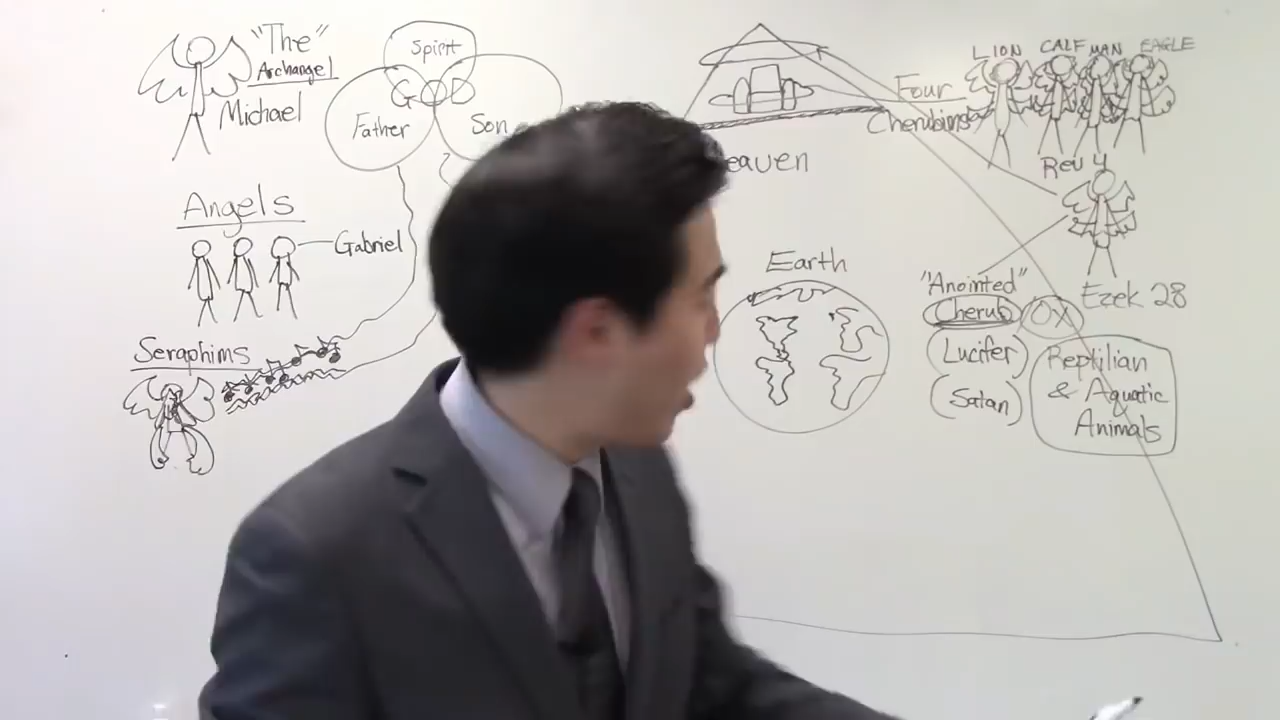 "The"
Archangel
Michael
Spirit
GOD
Father
Son
Angels
Gabriel
Seraphims
eaven
Earth
LION CALF MAN EAGLE
Four
Cherubims
Rev 4
"Anointed"
Cherub OX
Ezek 28
Lucifer
Satan
Reptilian
& Aquatic
Animals